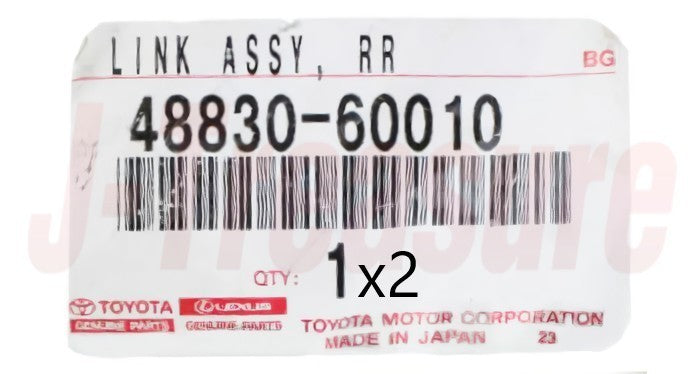 LINK ASSY, RR
BG
48830-60010
J-Treasure
QTY: 1x2
TOYOTA LEXUS
GENUINE PARTS GENUINE PARTS
TOYOTA MOTOR CORPORATION
MADE IN JAPAN 23